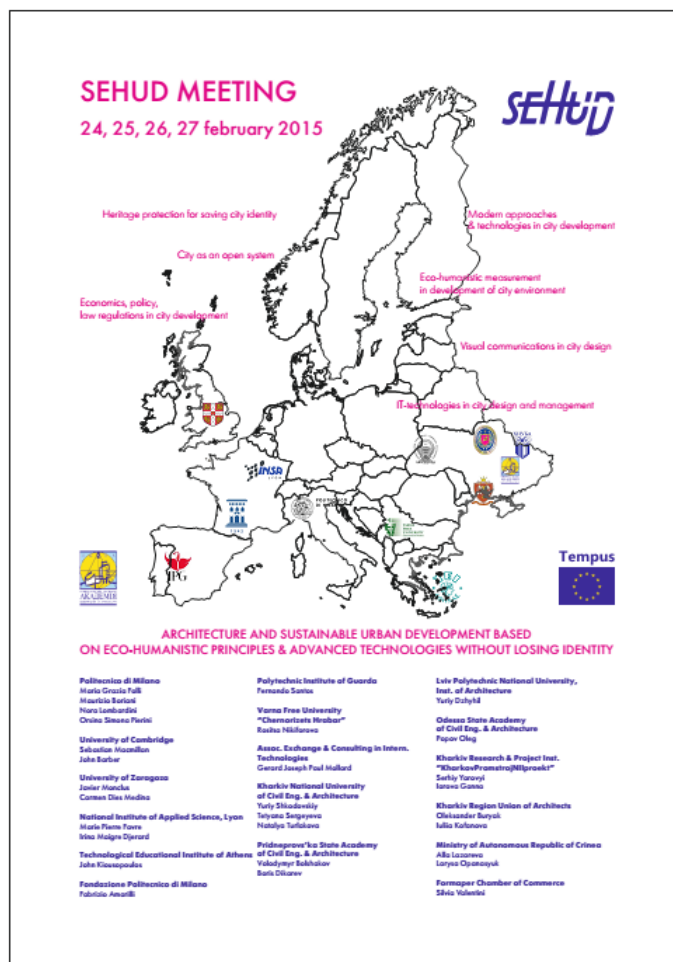 SEHUD MEETING
24, 25, 26, 27 february 2015
SEHUD
Heritage protection for saving city identity
Modern approaches
& technologies in city development
City as an open system
Eco-humanistic measurement
in development of city environment
Economics, policy,
law regulations in city development
Visual communications in city design
IT-technologies in city design and management
INSA
IPG
1542
Tempus
ARCHITECTURE AND SUSTAINABLE URBAN DEVELOPMENT BASED
ON ECO-HUMANISTIC PRINCIPLES & ADVANCED TECHNOLOGIES WITHOUT LOSING IDENTITY
Politecnico di Milano
Maria Grazia Folli
Maurizio Boriani
Nora Lombardini
Orsina Simona Pierini
University of Cambridge
Sebastian Macmillan
John Barber
University of Zaragoza
Javier Monclus
Carmen Dies Medina
National Institute of Applied Science, Lyon
Marie Pierre Favre
Irina Maigre Djerard
Technological Educational Institute of Athens
John Kiousopoulos
Fondazione Politecnico di Milano
Fabrizio Amarilli
Polytechnic Institute of Guarda
Fernando Santos
Varna Free University
"Chernorizets Hrabar"
Rositsa Nikiforova
Assoc. Exchange & Consulting in Intern.
Technologies
Gerard Joseph Paul Mallard
Kharkiv National University
of Civil Eng. & Architecture
Yuriy Shkodovskiy
Tetyana Sergeyeva
Natalya Turlakova
Pridneprovs'ka State Academy
of Civil Eng. & Architecture
Volodymyr Bolshakov
Boris Dikarev
Lviv Polytechnic National University,
Inst. of Architecture
Yuriy Dzhyhil
Odessa State Academy
of Civil Eng. & Architecture
Popov Oleg
Kharkiv Research & Project Inst.
"KharkovPromstrojNIIproekt"
Serhiy Yarovyi
Iarova Ganna
Kharkiv Region Union of Architects
Oleksander Buryak
Iuliia Kafanova
Ministry of Autonomous Republic of Crimea
Alla Lazareva
Larysa Opanasyuk
Formaper Chamber of Commerce
Silvia Valentini